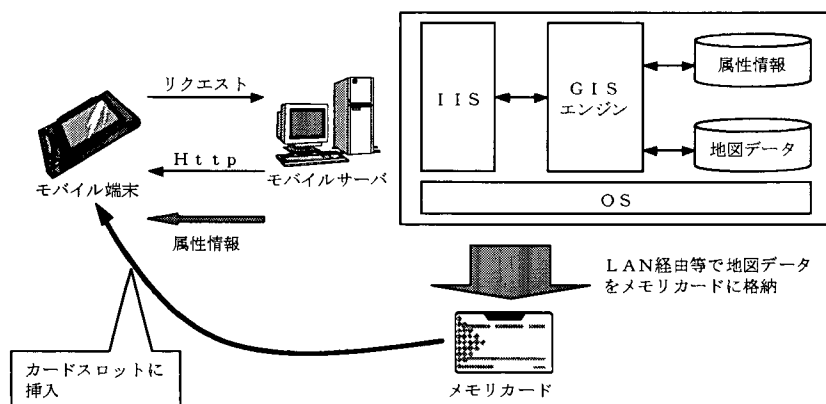 リクエスト
Ｈｔｔｐ
モバイル端末
モバイルサーバ
属性情報
ＩＩＳ
ＧＩＳ
エンジン
属性情報
地図データ
ＯＳ
ＬＡＮ経由等で地図データ
をメモリカードに格納
カードスロットに
挿入
メモリカード